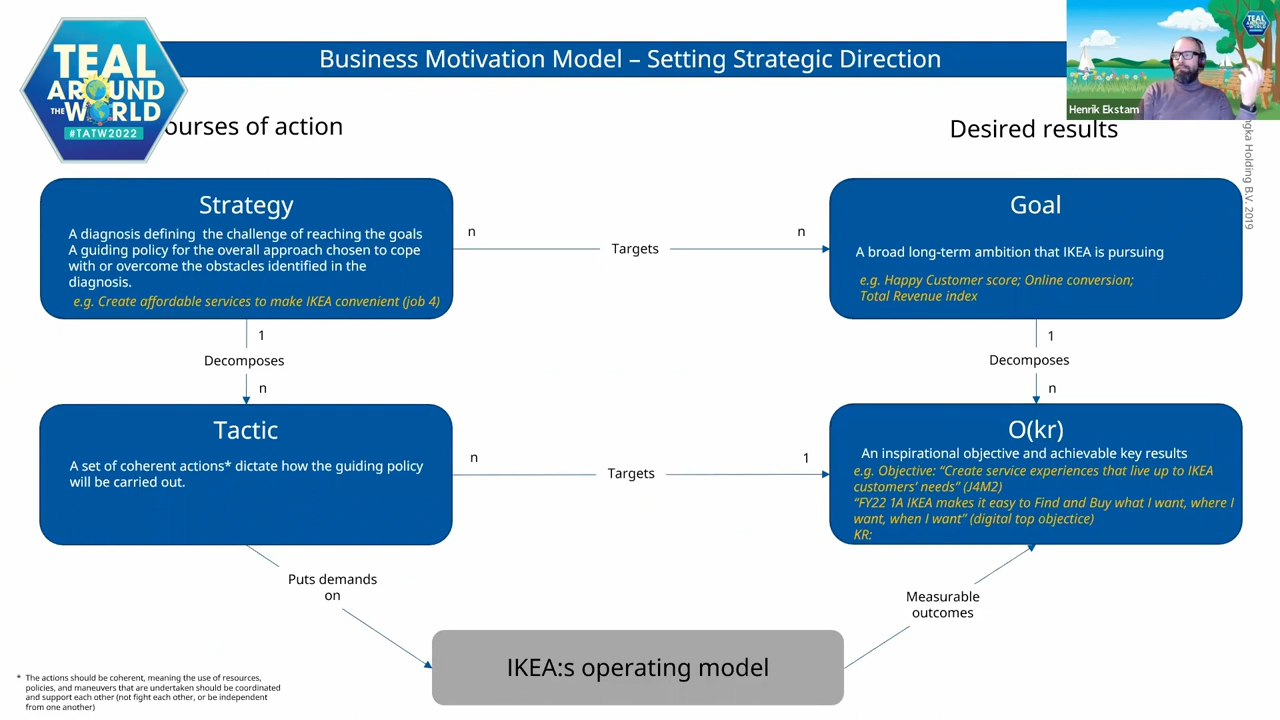 Business Motivation Model – Setting Strategic Direction
TEAL
AROUND
THE WORLD
#TATW2022
Henrik Ekstam
ourses of action
Desired results
Strategy
A diagnosis defining the challenge of reaching the goals
A guiding policy for the overall approach chosen to cope
with or overcome the obstacles identified in the
diagnosis.
e.g. Create affordable services to make IKEA convenient (job 4)
n
Targets
n
Goal
A broad long-term ambition that IKEA is pursuing
e.g. Happy Customer score; Online conversion;
Total Revenue index
Holding B.V. 2019
1
Decomposes
n
1
Decomposes
n
Tactic
A set of coherent actions* dictate how the guiding policy
will be carried out.
n
Targets
1
O(kr)
An inspirational objective and achievable key results
e.g. Objective: “Create service experiences that live up to IKEA
customers’ needs” (J4M2)
“FY22 1A IKEA makes it easy to Find and Buy what I want, where I
want, when I want” (digital top objectice)
KR:
Puts demands
on
Measurable
outcomes
IKEA:s operating model
* The actions should be coherent, meaning the use of resources,
policies, and maneuvers that are undertaken should be coordinated
and support each other (not fight each other, or be independent
from one another)